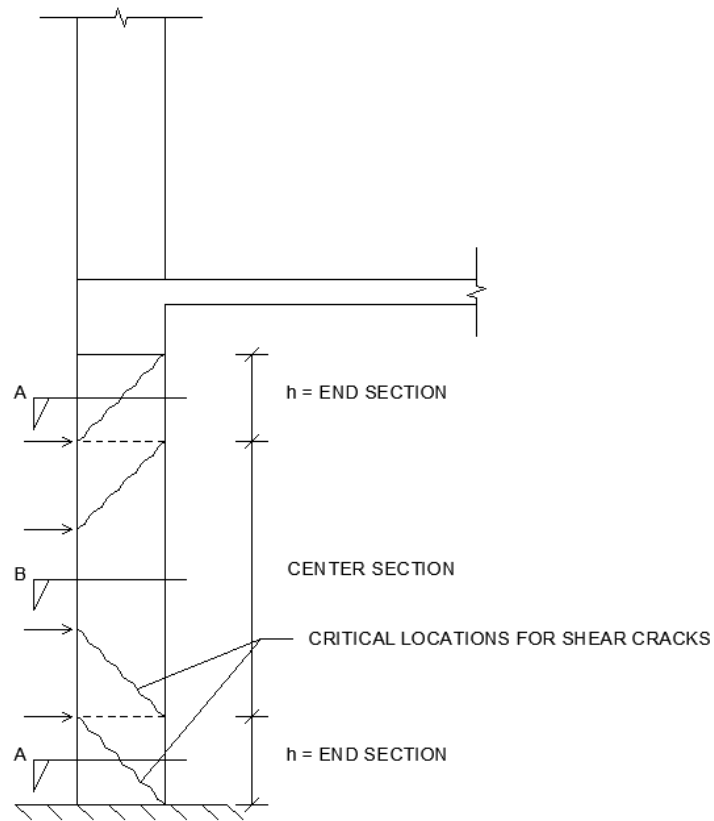 A
h = END SECTION
B
CENTER SECTION
CRITICAL LOCATIONS FOR SHEAR CRACKS
A
h = END SECTION